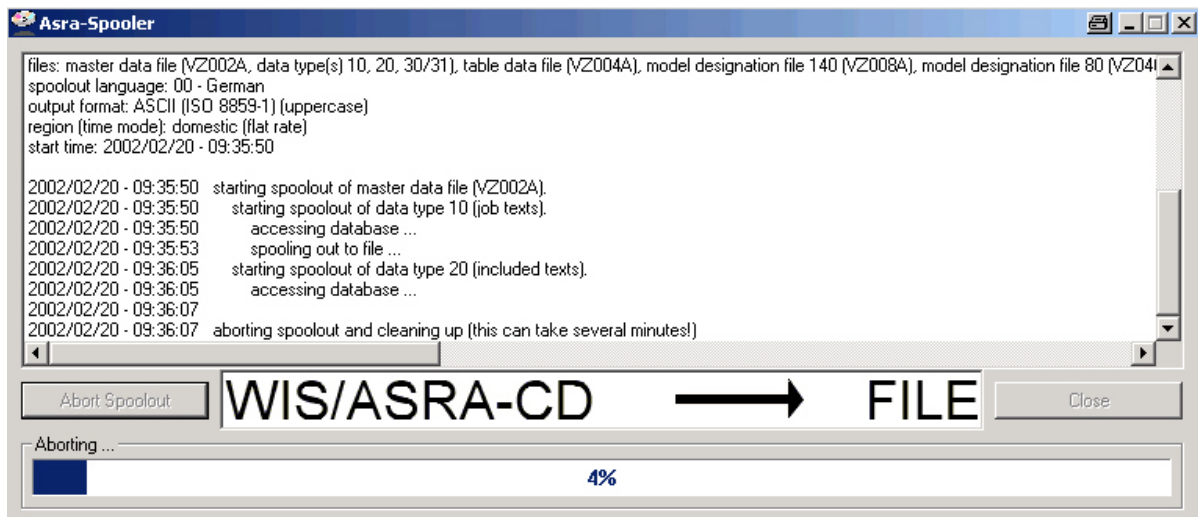 Asra-Spooler
files: master data file (VZ002A, data type(s) 10, 20, 30/31), table data file (VZ004A), model designation file 140 (VZ008A), model designation file 80
spoolout language: 00 - German
output format: ASCII (ISO 8859-1) (uppercase)
region (time mode): domestic (flat rate)
start time: 2002/02/20 - 09:35:50
2002/02/20 - 09:35:50 starting spoolout of master data file (VZ002A).
2002/02/20 - 09:35:50 starting spoolout of data type 10 (job texts).
2002/02/20 - 09:35:50 accessing database ...
2002/02/20 - 09:35:53 spooling out to file ...
2002/02/20 - 09:36:05 starting spoolout of data type 20 (included texts).
2002/02/20 - 09:36:05 accessing database ...
2002/02/20 - 09:36:07
2002/02/20 - 09:36:07 aborting spoolout and cleaning up (this can take several minutes!)
Abort Spoolout WIS/ASRA-CD → FILE Close
Aborting ...
4%